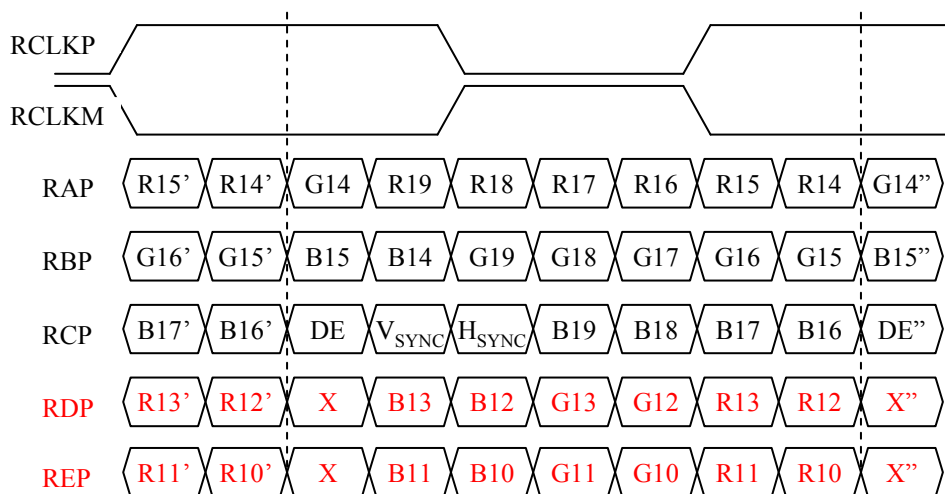 RCLKP
RCLKM
RAP R15’ R14’ G14 R19 R18 R17 R16 R15 R14 G14”
RBP G16’ G15’ B15 B14 G19 G18 G17 G16 G15 B15”
RCP B17’ B16’ DE VSYNC HSYNC B19 B18 B17 B16 DE”
RDP R13’ R12’ X B13 B12 G13 G12 R13 R12 X”
REP R11’ R10’ X B11 B10 G11 G10 R11 R10 X”